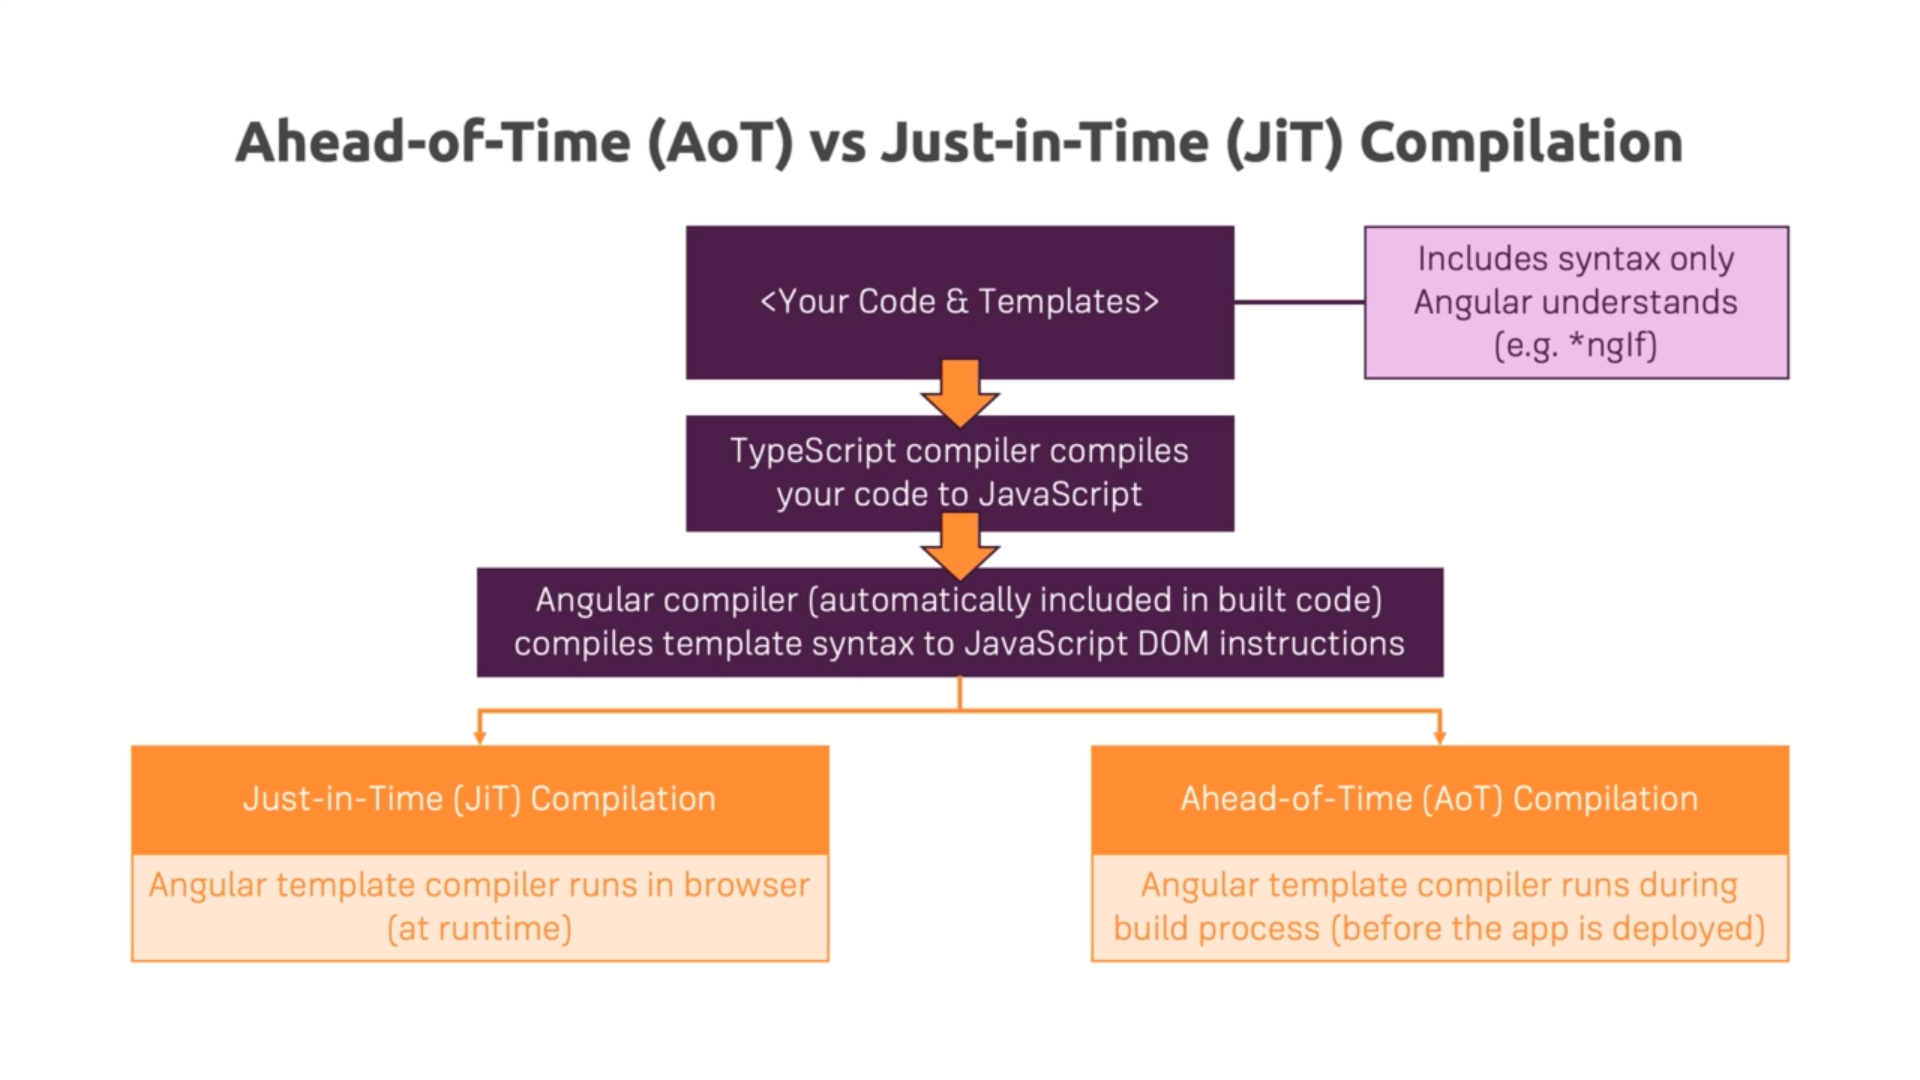 Ahead-of-Time (AoT) vs Just-in-Time (JiT) Compilation
<Your Code & Templates>
Includes syntax only
Angular understands
(e.g. *ngIf)
TypeScript compiler compiles
your code to JavaScript
Angular compiler (automatically included in built code)
compiles template syntax to JavaScript DOM instructions
Just-in-Time (JiT) Compilation
Angular template compiler runs in browser
(at runtime)
Ahead-of-Time (AoT) Compilation
Angular template compiler runs during
build process (before the app is deployed)